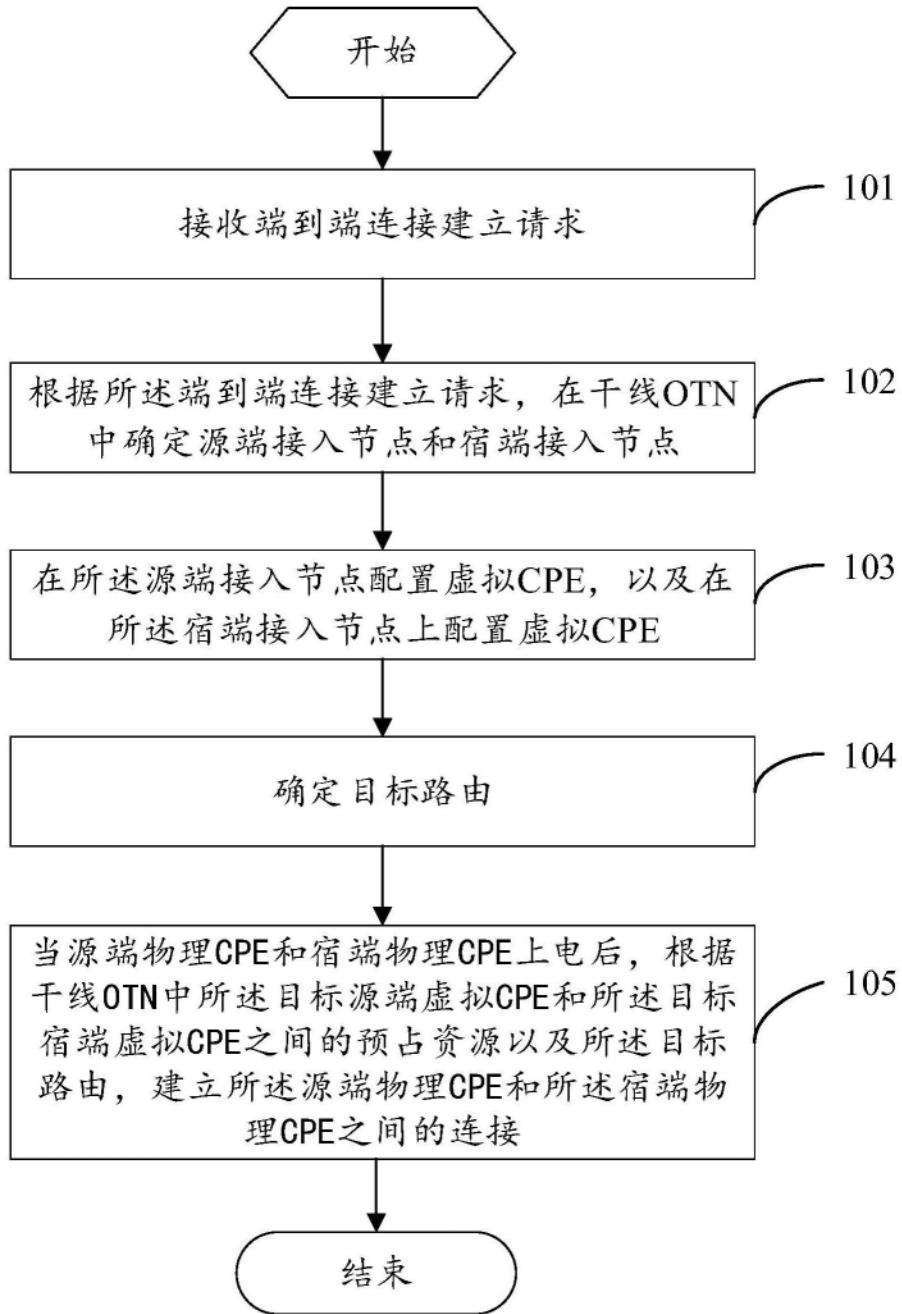 开始
接收端到端连接建立请求
101
根据所述端到端连接建立请求，在干线OTN
中确定源端接入节点和宿端接入节点
102
在所述源端接入节点配置虚拟CPE，以及在
所述宿端接入节点上配置虚拟CPE
103
确定目标路由
104
当源端物理CPE和宿端物理CPE上电后，根据
干线OTN中所述目标源端虚拟CPE和所述目标
宿端虚拟CPE之间的预占资源以及所述目标
路由，建立所述源端物理CPE和所述宿端物
理CPE之间的连接
105
结束